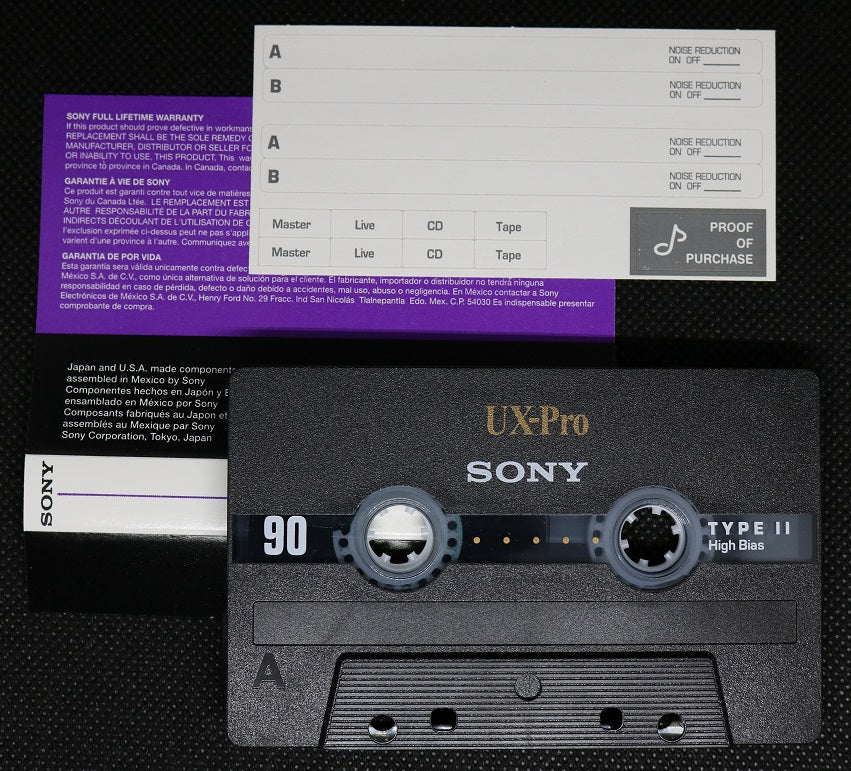 A
NOISE REDUCTION
ON OFF
B
NOISE REDUCTION
ON OFF
A
NOISE REDUCTION
ON OFF
B
NOISE REDUCTION
ON OFF
Master Live CD Tape
Master Live CD Tape
PROOF
OF
PURCHASE
SONY FULL LIFETIME WARRANTY
If this product should prove defective in workmans
REPLACEMENT SHALL BE THE SOLE REMEDY
MANUFACTURER, DISTRIBUTOR OR SELLER FO
OR INABILITY TO USE, THIS PRODUCT. This wa
province to province in Canada. In Canada, contac
GARANTIE À VIE DE SONY
Ce produit est garanti contre tout vice de matières
Sony du Canada Ltée. LE REMPLACEMENT EST
AUTRE RESPONSABILITÉ DE LA PART DU FABR
INDIRECTS DÉCOULANT DE L'UTILISATION DE
l'exclusion exprimée ci-dessus peut ne pas s'appl
varient d'une province à l'autre. Communiquez ave
GARANTIA DE POR VIDA
Esta garantía sera válida unicamente contra defec
México S.A. de C.V., como única alternativa de solución para el cliente. El fabricante, importador o distribuidor no tendrá ninguna
responsabilidad en caso de pérdida, defecto o daño debido a accidentes, mal uso, abuso o negligencia. En México contactar a Sony
Electrónicos de México S.A. de C.V., Henry Ford No. 29 Fracc. Ind San Nicolás Tlalnepantla Edo. Mex. C.P. 54030 Es indispensable presentar
comprobante de compra.
Japan and U.S.A. made components
assembled in Mexico by Sony
Componentes hechos en Japón y E
ensamblado en México por Sony
Composants fabriqués au Japon et
assemblés au Mexique par Sony
Sony Corporation, Tokyo, Japan
SONY
UX-Pro
SONY
90
TYPE II
High Bias
A